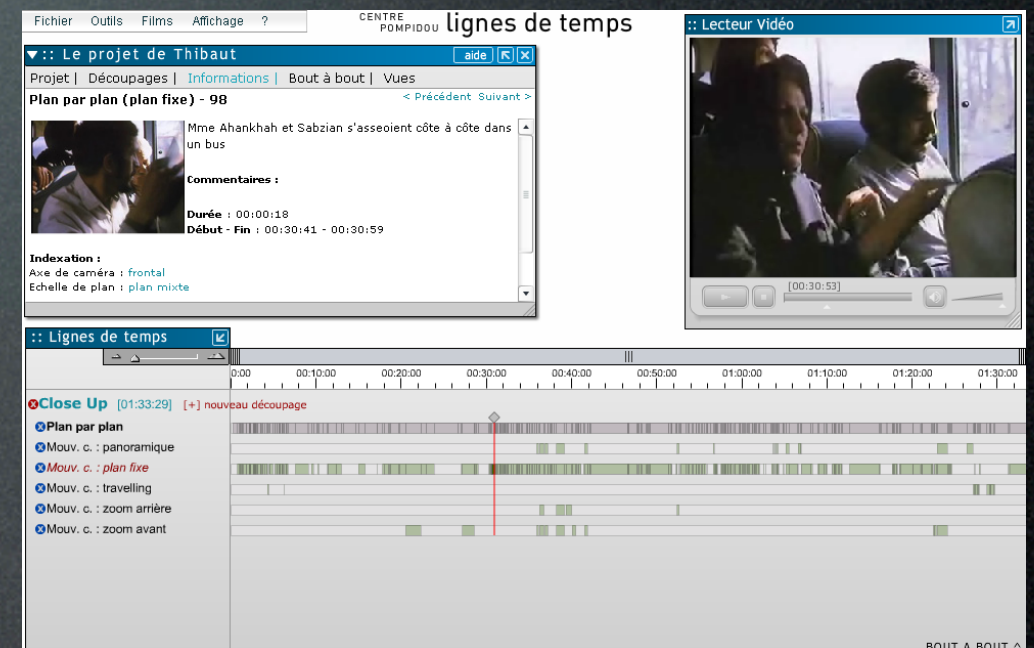 Fichier Outils Films Affichage ?
CENTRE POMPIDOU lignes de temps
:: Le projet de Thibaut aide
Projet | Découpages | Informations | Bout à bout | Vues
Plan par plan (plan fixe) - 98 < Précédent Suivant >
Mme Ahankhah et Sabzian s'asseoient côte à côte dans
un bus
Commentaires :
Durée : 00:00:18
Début - Fin : 00:30:41 - 00:30:59
Indexation :
Axe de caméra : frontal
Echelle de plan : plan mixte
:: Lecteur Vidéo
[00:30:53]
:: Lignes de temps
0:00 00:10:00 00:20:00 00:30:00 00:40:00 00:50:00 01:00:00 01:10:00 01:20:00 01:30:00
Close Up [01:33:29] [+] nouveau découpage
Plan par plan
Mouv. c. : panoramique
Mouv. c. : plan fixe
Mouv. c. : travelling
Mouv. c. : zoom arrière
Mouv. c. : zoom avant
BOUT A BOUT ^